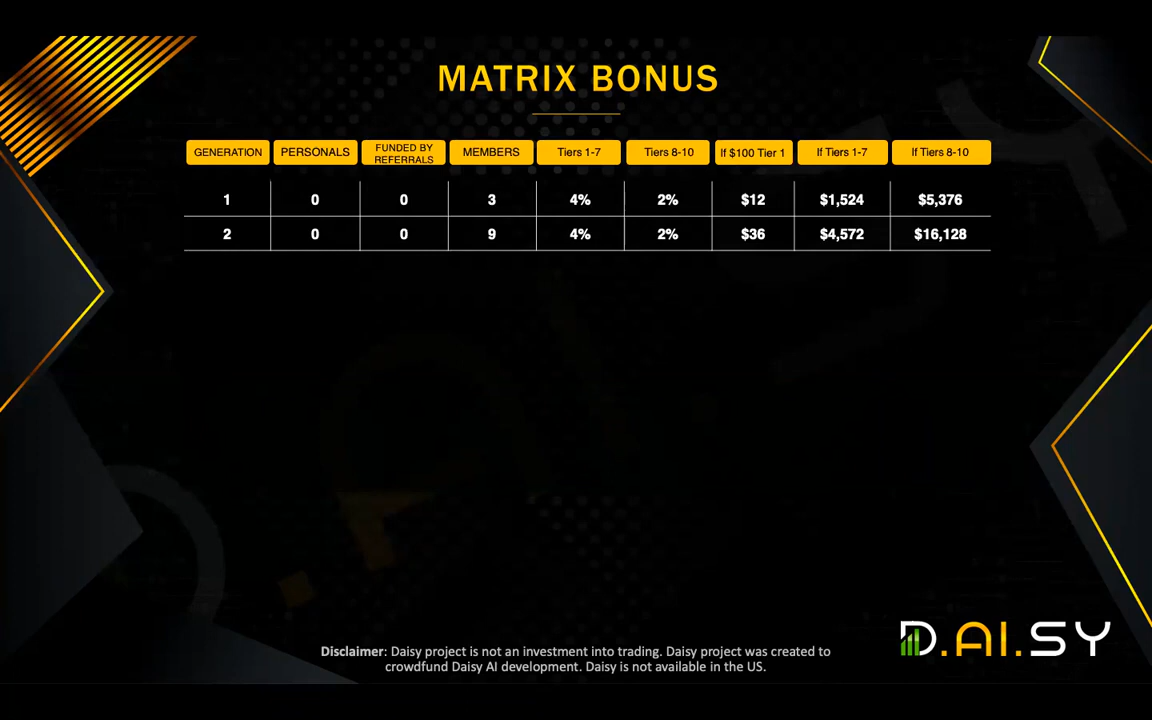 MATRIX BONUS
GENERATION PERSONALS FUNDED BY REFERRALS MEMBERS Tiers 1-7 Tiers 8-10 If $100 Tier 1 If Tiers 1-7 If Tiers 8-10
1 0 0 3 4% 2% $12 $1,524 $5,376
2 0 0 9 4% 2% $36 $4,572 $16,128
Disclaimer: Daisy project is not an investment into trading. Daisy project was created to
crowdfund Daisy AI development. Daisy is not available in the US.
D.AI.SY